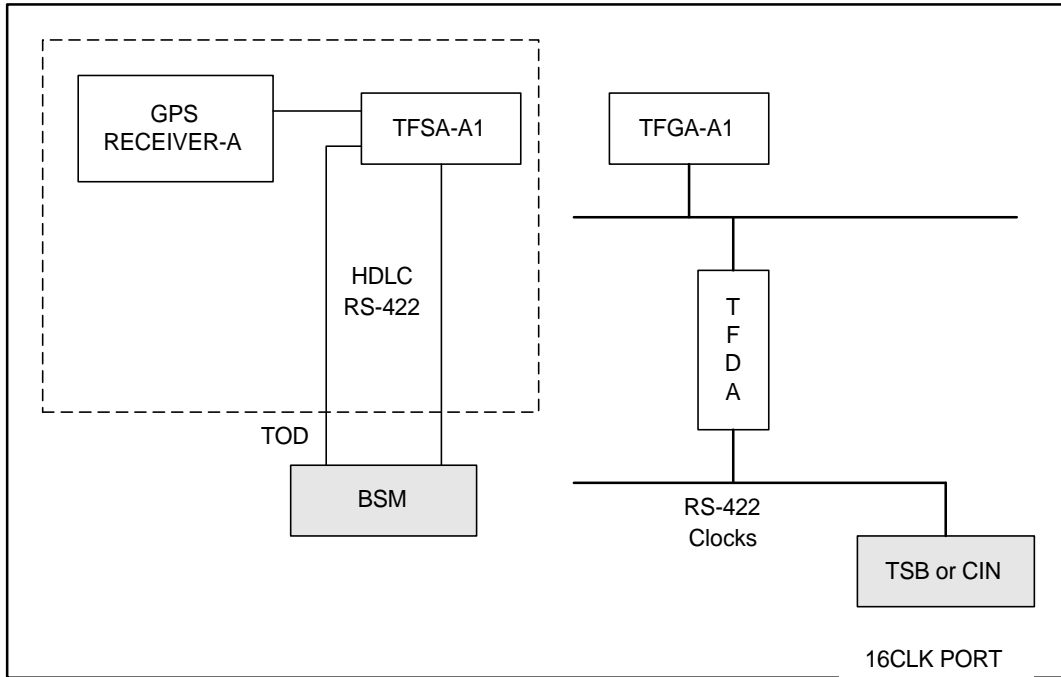 GPS
RECEIVER-A
TFSA-A1
TFGA-A1
HDLC
RS-422
T
F
D
A
TOD
BSM
RS-422
Clocks
TSB or CIN
16CLK PORT